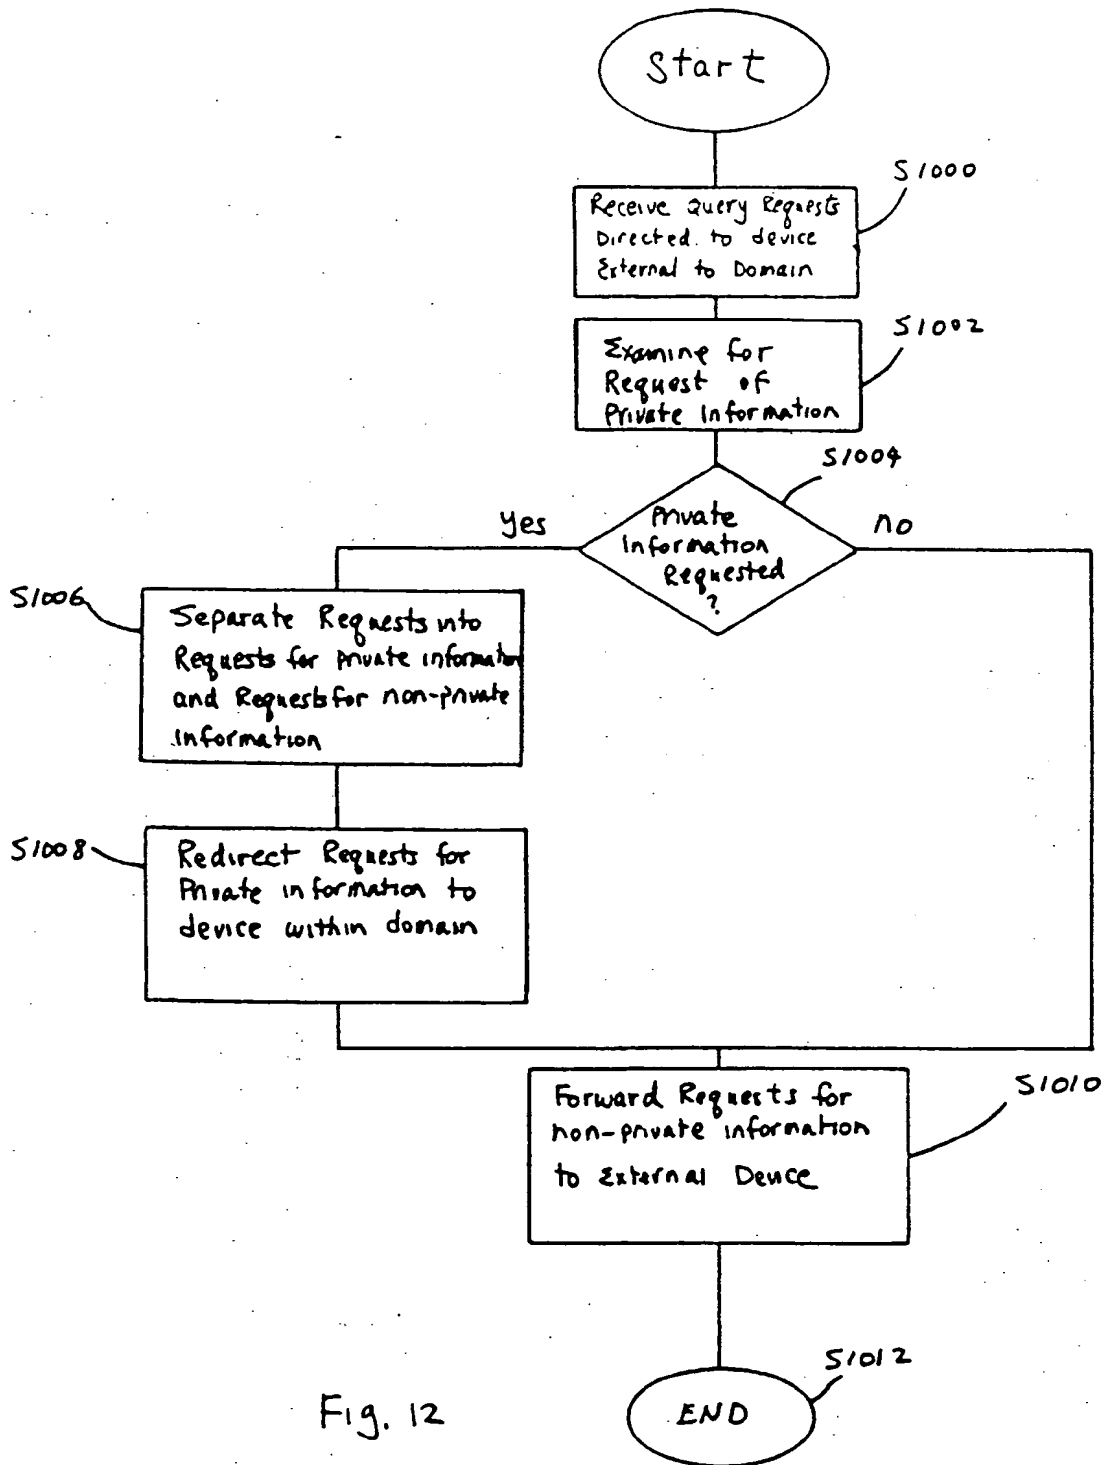 Start
S1000
Receive Query Requests
Directed to device
External to Domain
S1002
Examine for
Request of
Private Information
S1004
yes
Private
Information
Requested
?
no
S1006
Separate Requests into
Requests for private information
and Requests for non-private
information
S1008
Redirect Requests for
Private information to
device within domain
Forward Requests for
non-private information
to External Device
S1010
S1012
END
Fig. 12